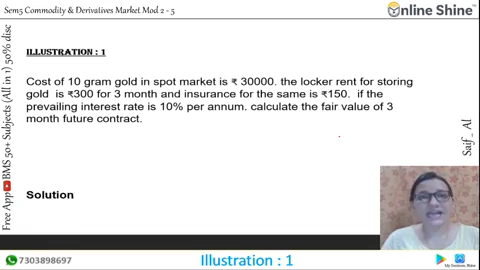 Sem5 Commodity & Derivatives Market Mod 2 - 5
Online Shine
Free App BMS 50+ Subjects (All in 1) 50% disc
ILLUSTRATION : 1
Cost of 10 gram gold in spot market is ₹ 30000. the locker rent for storing
gold is ₹300 for 3 month and insurance for the same is ₹150. if the
prevailing interest rate is 10% per annum. calculate the fair value of 3
month future contract.
Solution
Saif_ Al
7303898697
Illustration : 1